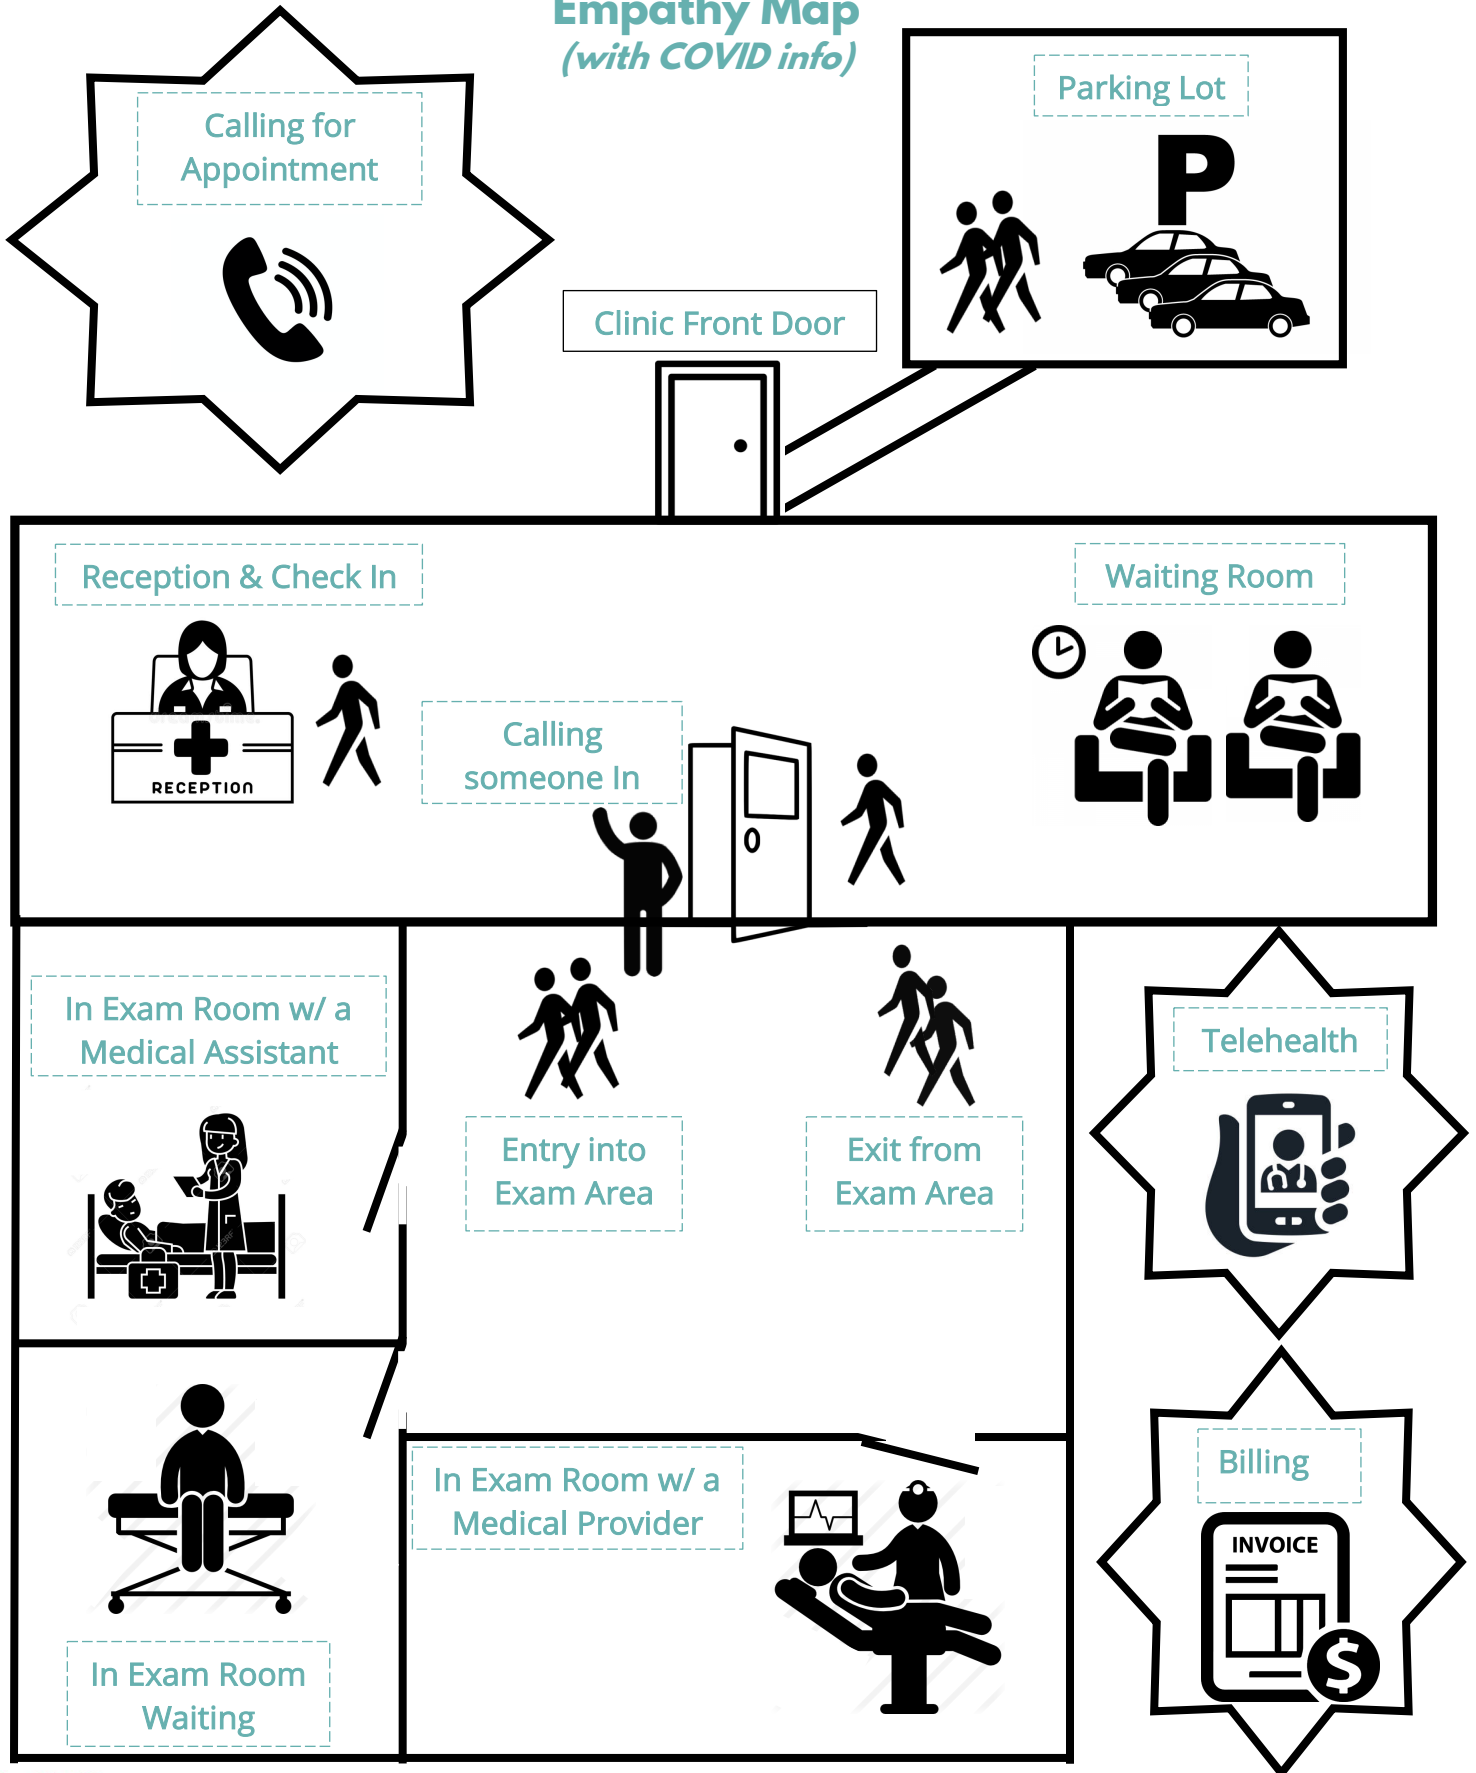 Empathy Map
(with COVID info)
Calling for
Appointment
Parking Lot
P
Clinic Front Door
Reception & Check In
Waiting Room
RECEPTION
Calling
someone In
In Exam Room w/ a
Medical Assistant
Entry into
Exam Area
Exit from
Exam Area
Telehealth
In Exam Room w/ a
Medical Provider
Billing
INVOICE
$
In Exam Room
Waiting